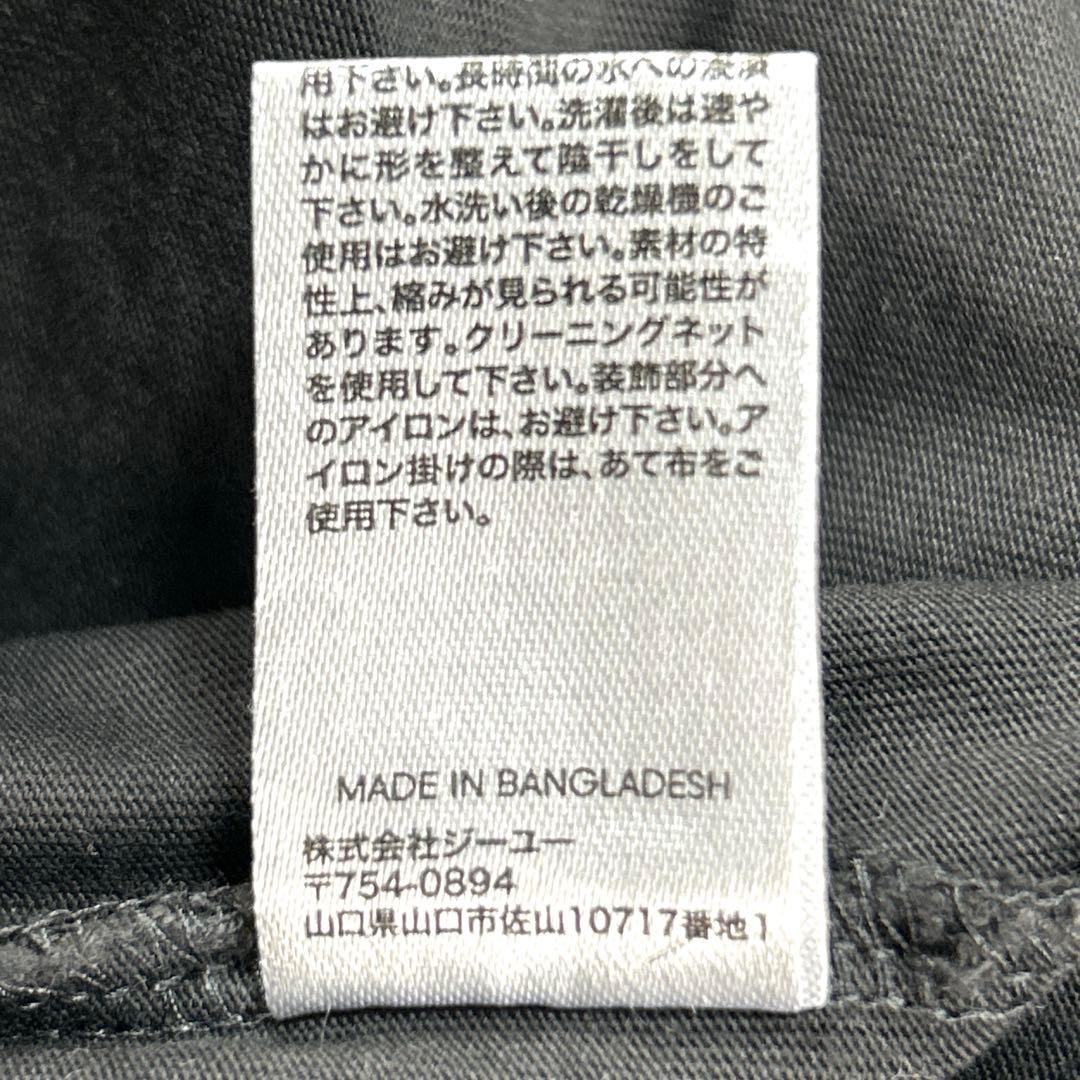 用下さい。長時間の水への浸漬
はお避け下さい。洗濯後は速や
かに形を整えて陰干しをして
下さい。水洗い後の乾燥機のご
使用はお避け下さい。素材の特
性上、縮みが見られる可能性が
あります。クリーニングネット
を使用して下さい。装飾部分へ
のアイロンは、お避け下さい。ア
イロン掛けの際は、あて布をご
使用下さい。
MADE IN BANGLADESH
株式会社ジーユー
〒754-0894
山口県山口市佐山10717番地1